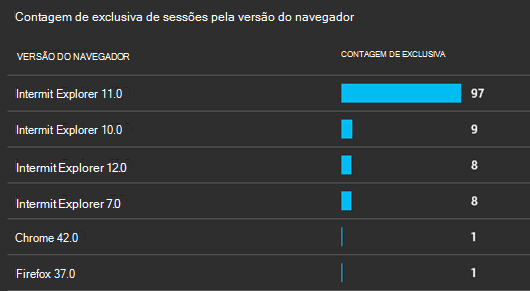 Contagem de exclusiva de sessões pela versão do navegador
VERSÃO DO NAVEGADOR CONTAGEM DE EXCLUSIVA
Intermit Explorer 11.0 97
Intermit Explorer 10.0 9
Intermit Explorer 12.0 8
Intermit Explorer 7.0 8
Chrome 42.0 1
Firefox 37.0 1